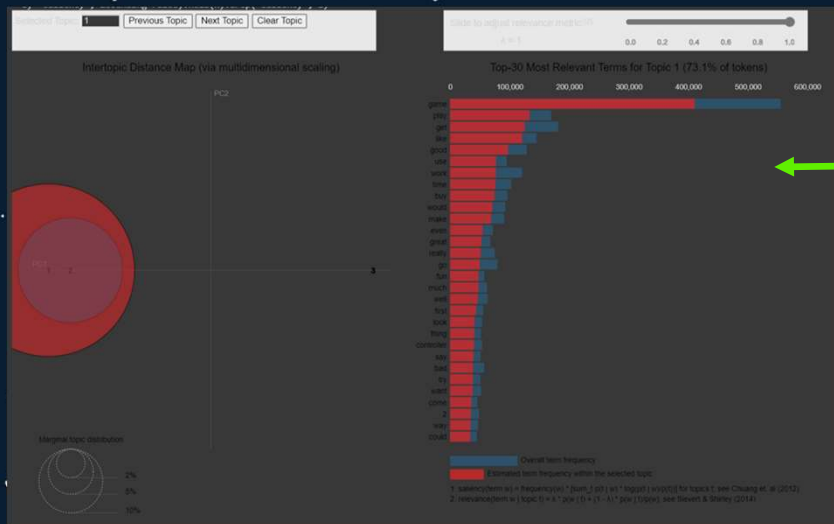 Selected Topic: 1 Previous Topic Next Topic Clear Topic
Slide to adjust relevance metric:(2)
λ = 1
0.0 0.2 0.4 0.6 0.8 1.0
Intertopic Distance Map (via multidimensional scaling)
PC2
PC1
1 2 3
Marginal topic distribution
2%
5%
10%
Top-30 Most Relevant Terms for Topic 1 (73.1% of tokens)
0 100,000 200,000 300,000 400,000 500,000 600,000
game
play
get
like
good
use
work
time
buy
would
make
even
great
really
go
fun
much
well
first
look
thing
controller
say
bad
try
want
come
2
way
could
Overall term frequency
Estimated term frequency within the selected topic
1. saliency(term w) = frequency(w) * [sum_t p(t | w) * log(p(t | w)/p(t))] for topics t; see Chuang et. al (2012)
2. relevance(term w | topic t) = λ * p(w | t) + (1 - λ) * p(w | t)/p(w); see Sievert & Shirley (2014)